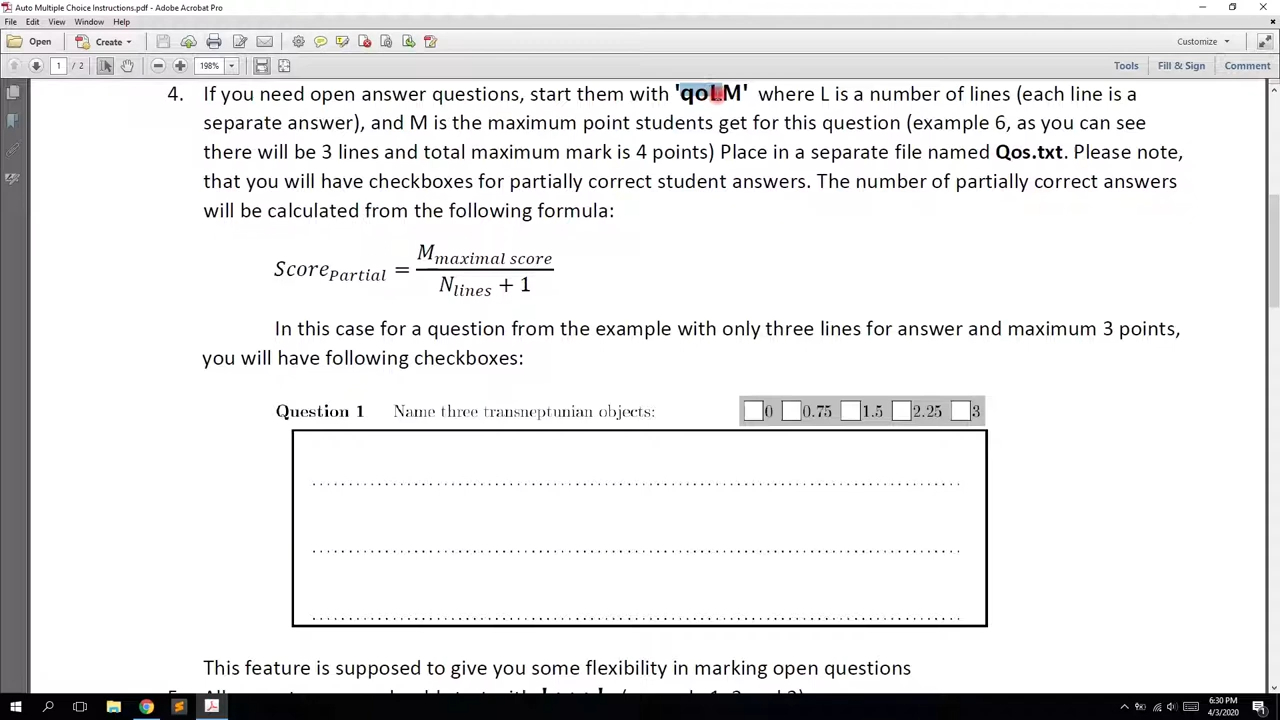 Auto Multiple Choice Instructions.pdf - Adobe Acrobat Pro
File Edit View Window Help
Open Create Customize
1 / 2 198% Tools Fill & Sign Comment
4. If you need open answer questions, start them with 'qoLM' where L is a number of lines (each line is a
separate answer), and M is the maximum point students get for this question (example 6, as you can see
there will be 3 lines and total maximum mark is 4 points) Place in a separate file named Qos.txt. Please note,
that you will have checkboxes for partially correct student answers. The number of partially correct answers
will be calculated from the following formula:
Score_Partial = M_maximal score / (N_lines + 1)
In this case for a question from the example with only three lines for answer and maximum 3 points,
you will have following checkboxes:
Question 1 Name three transneptunian objects: 0 0.75 1.5 2.25 3
This feature is supposed to give you some flexibility in marking open questions
6:30 PM
4/3/2020